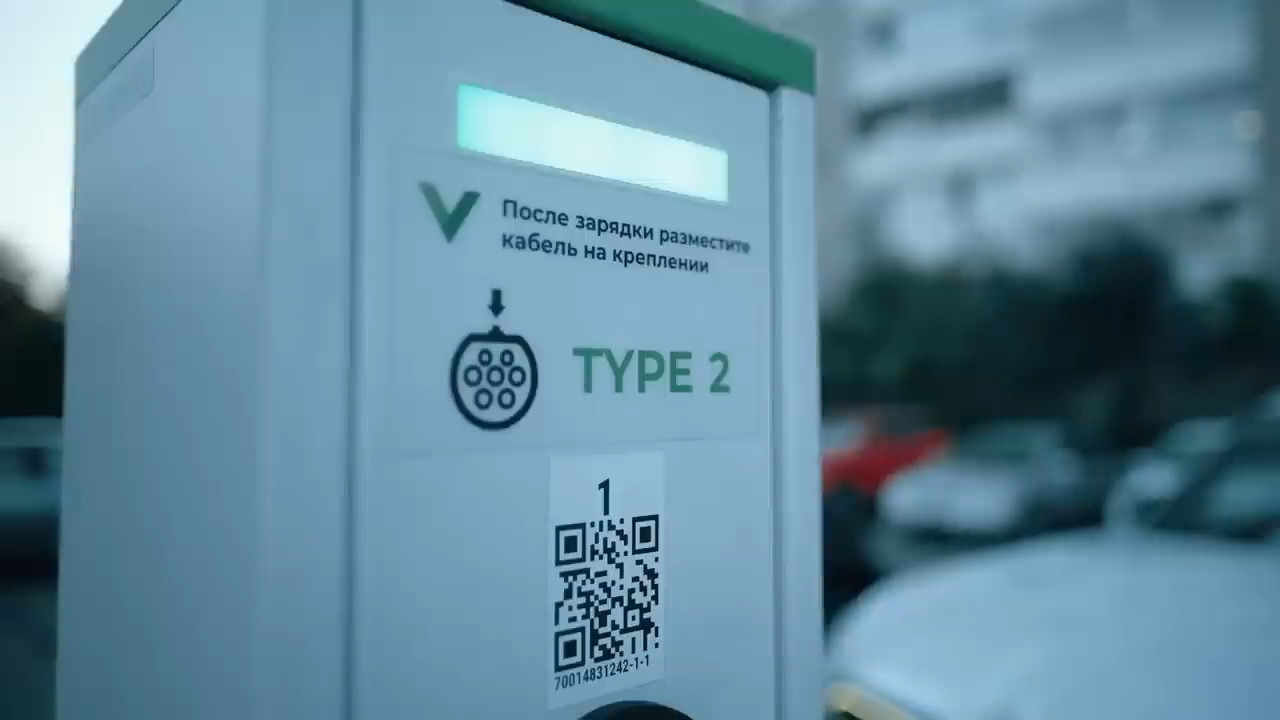 После зарядки разместите
кабель на креплении
TYPE 2
1
70014831242-1-1